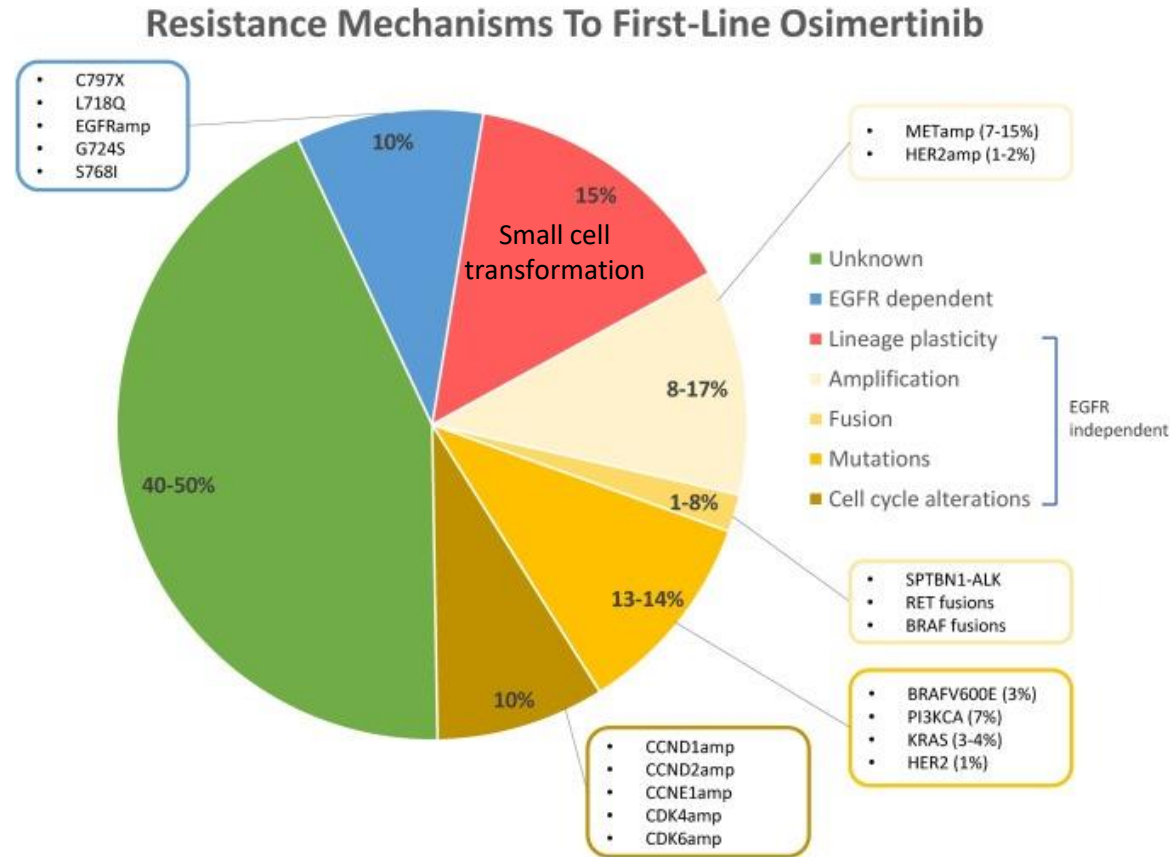 Resistance Mechanisms To First-Line Osimertinib
• C797X
• L718Q
• EGFRamp
• G724S
• S768I
10%
15%
Small cell
transformation
8-17%
1-8%
13-14%
10%
40-50%
• METamp (7-15%)
• HER2amp (1-2%)
Unknown
EGFR dependent
Lineage plasticity
Amplification
Fusion
Mutations
Cell cycle alterations
EGFR
independent
• SPTBN1-ALK
• RET fusions
• BRAF fusions
• BRAFV600E (3%)
• PI3KCA (7%)
• KRAS (3-4%)
• HER2 (1%)
• CCND1amp
• CCND2amp
• CCNE1amp
• CDK4amp
• CDK6amp